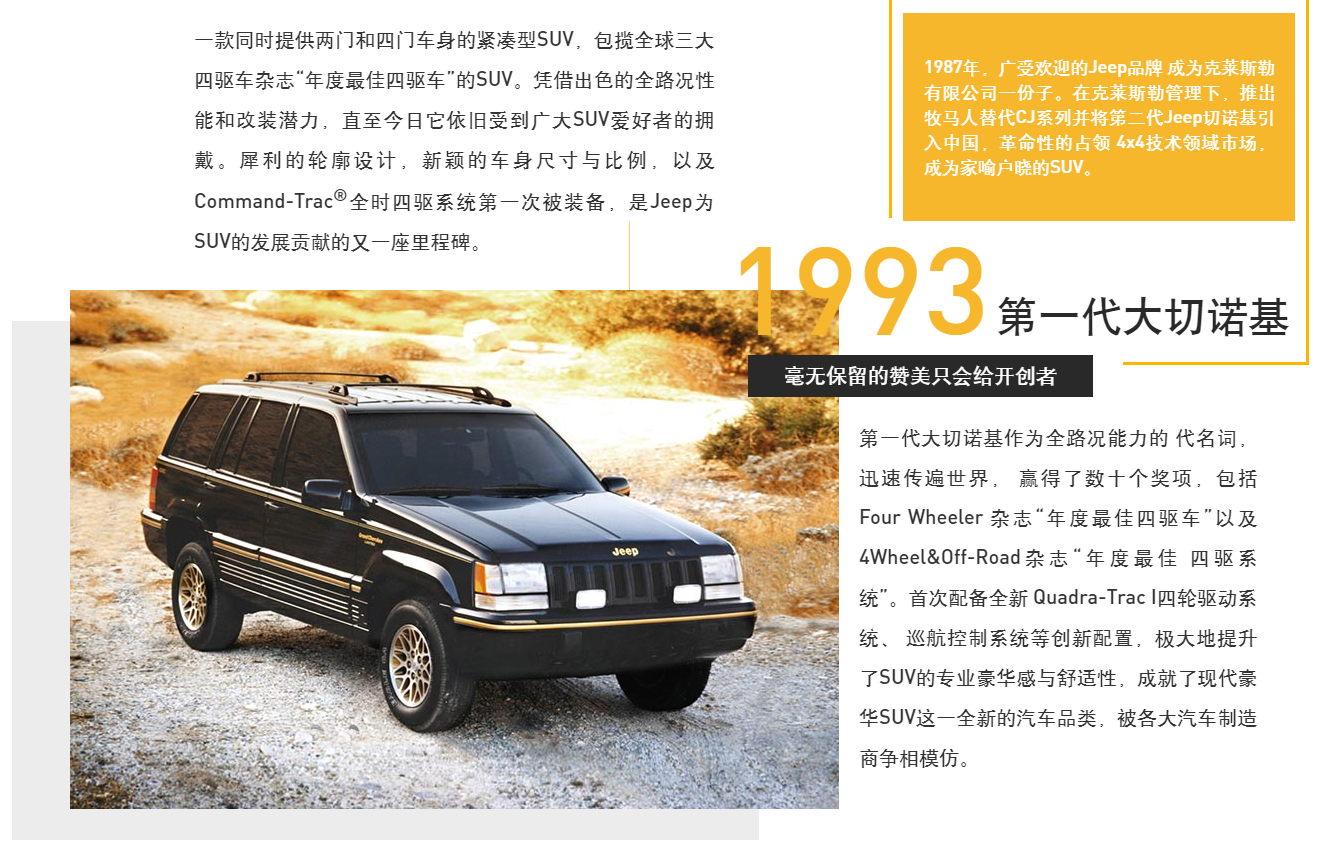 一款同时提供两门和四门车身的紧凑型SUV，包揽全球三大
四驱车杂志“年度最佳四驱车”的SUV。凭借出色的全路况性
能和改装潜力，直至今日它依旧受到广大SUV爱好者的拥
戴。犀利的轮廓设计，新颖的车身尺寸与比例，以及
Command-Trac®全时四驱系统第一次被装备，是Jeep为
SUV的发展贡献的又一座里程碑。
1987年，广受欢迎的Jeep品牌 成为克莱斯勒
有限公司一份子。在克莱斯勒管理下，推出
牧马人替代CJ系列并将第二代Jeep切诺基引
入中国，革命性的占领 4x4技术领域市场，
成为家喻户晓的SUV。
1993 第一代大切诺基
毫无保留的赞美只会给开创者
第一代大切诺基作为全路况能力的 代名词，
迅速传遍世界， 赢得了数十个奖项，包括
Four Wheeler 杂志“年度最佳四驱车”以及
4Wheel&Off-Road杂志“年度最佳 四驱系
统”。首次配备全新 Quadra-Trac I四轮驱动系
统、 巡航控制系统等创新配置，极大地提升
了SUV的专业豪华感与舒适性，成就了现代豪
华SUV这一全新的汽车品类，被各大汽车制造
商争相模仿。
Jeep
Grand Cherokee